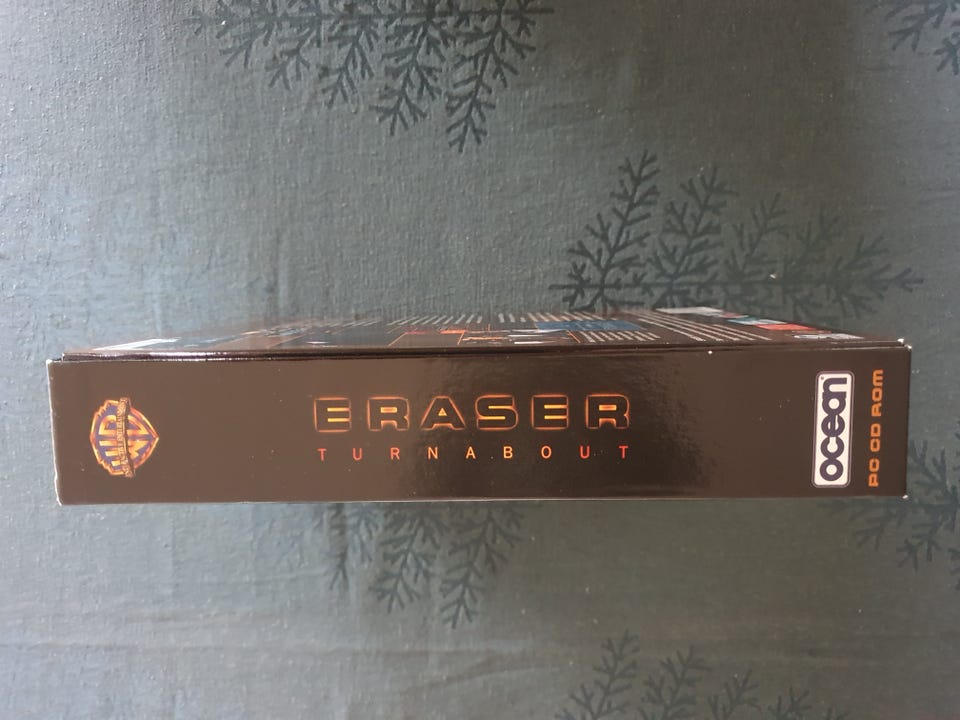 ERASER
TURNABOUT
ocean
PC CD ROM